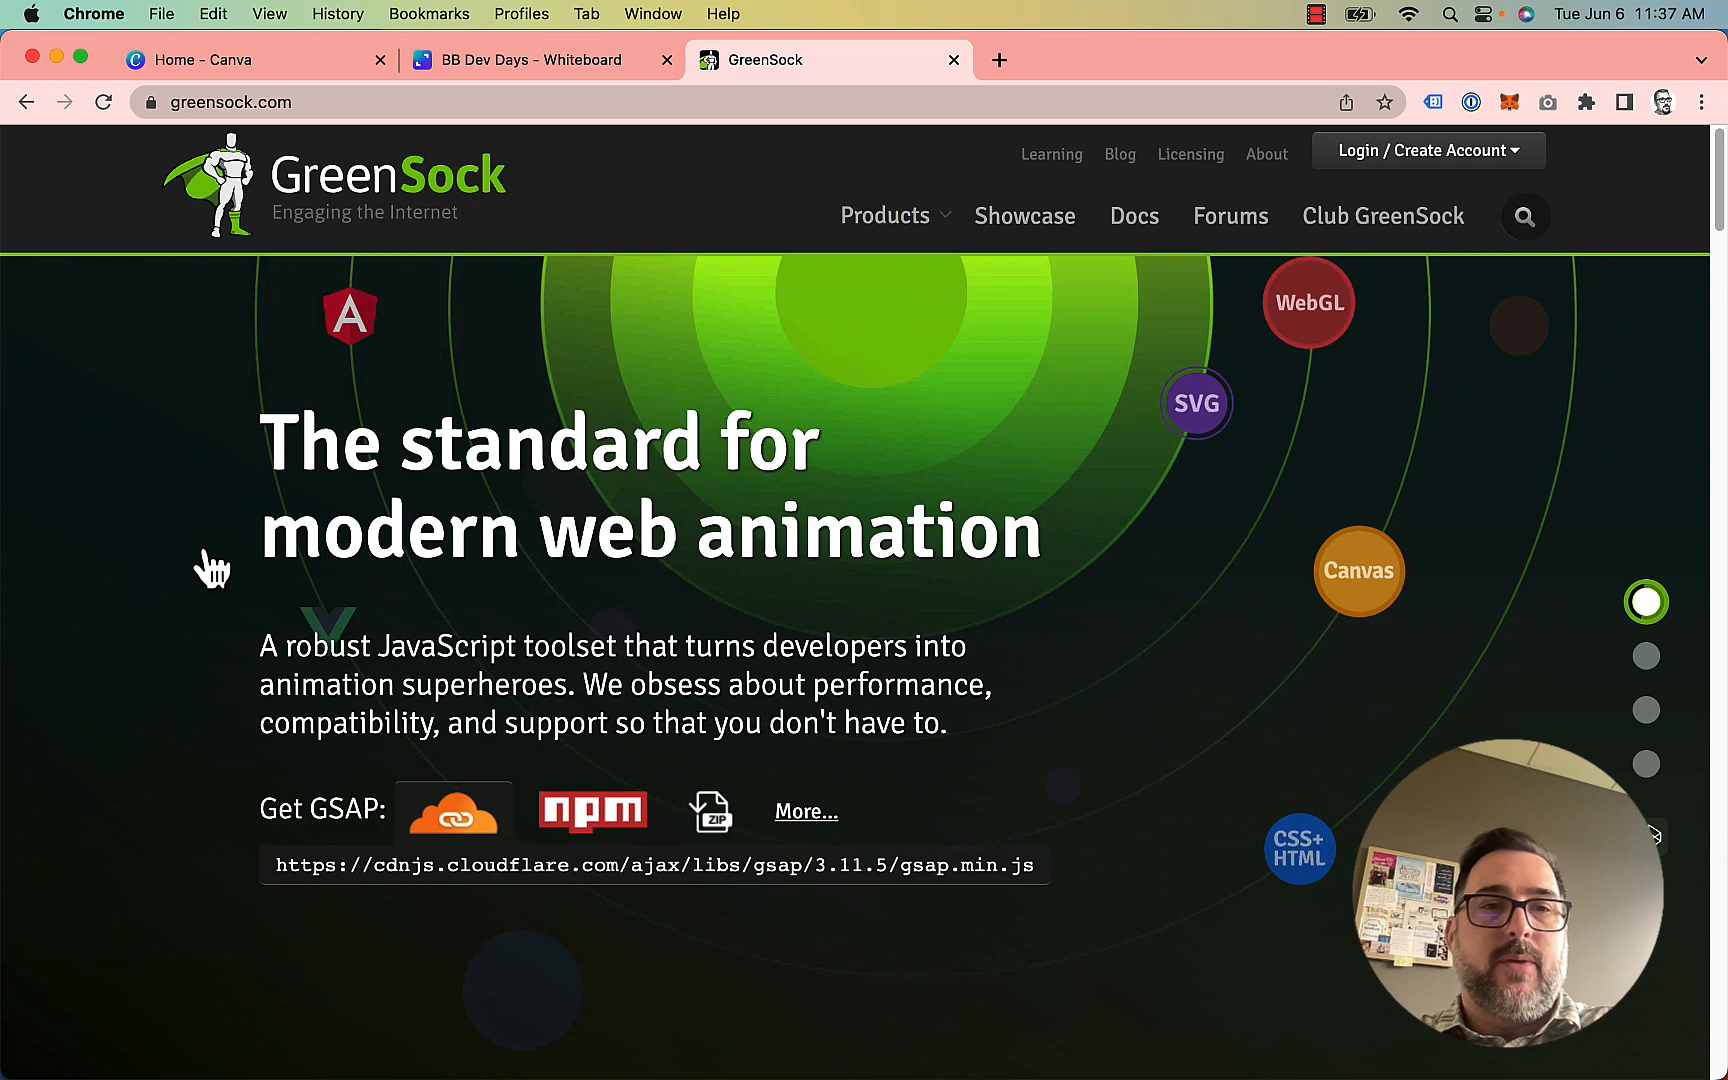 Chrome File Edit View History Bookmarks Profiles Tab Window Help Tue Jun 6 11:37 AM
Home - Canva BB Dev Days - Whiteboard GreenSock
greensock.com
Learning Blog Licensing About Login / Create Account
GreenSock
Engaging the Internet
Products Showcase Docs Forums Club GreenSock
WebGL
SVG
The standard for
modern web animation
Canvas
A robust JavaScript toolset that turns developers into
animation superheroes. We obsess about performance,
compatibility, and support so that you don't have to.
Get GSAP: npm ZIP More...
https://cdnjs.cloudflare.com/ajax/libs/gsap/3.11.5/gsap.min.js
CSS+
HTML